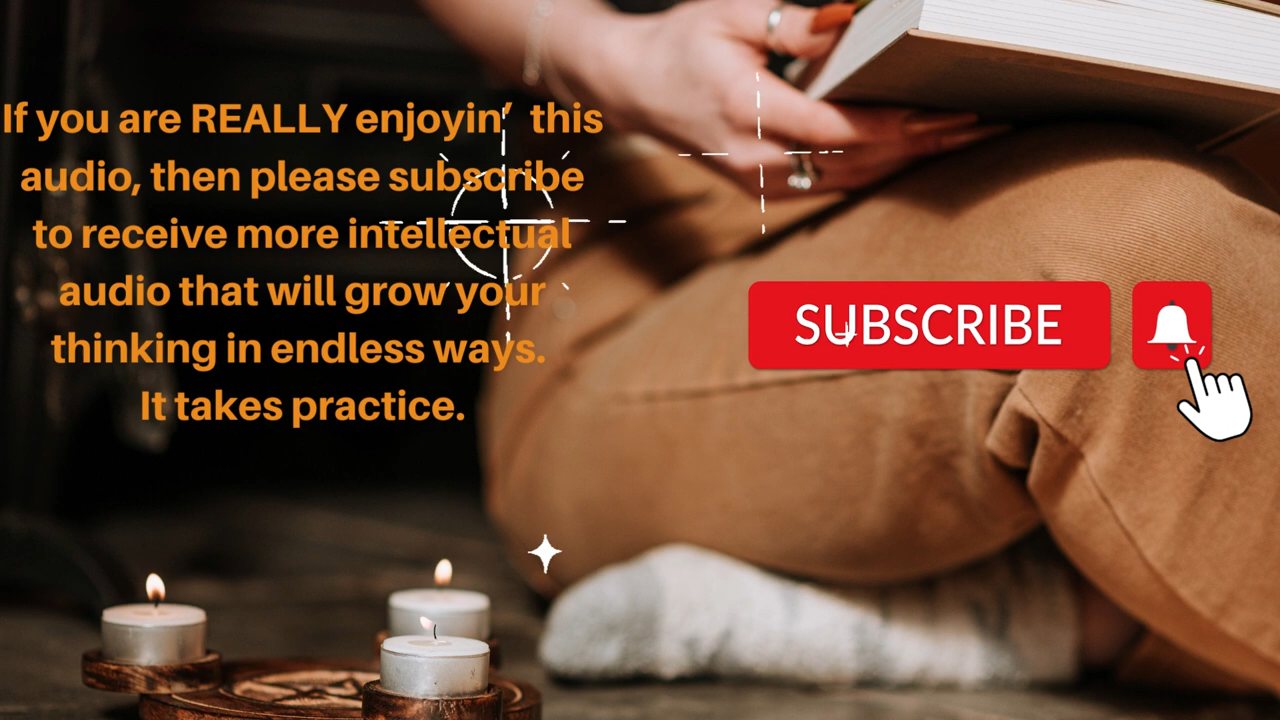 If you are REALLY enjoyin’ this
audio, then please subscribe
to receive more intellectual
audio that will grow your
thinking in endless ways.
It takes practice.
SUBSCRIBE